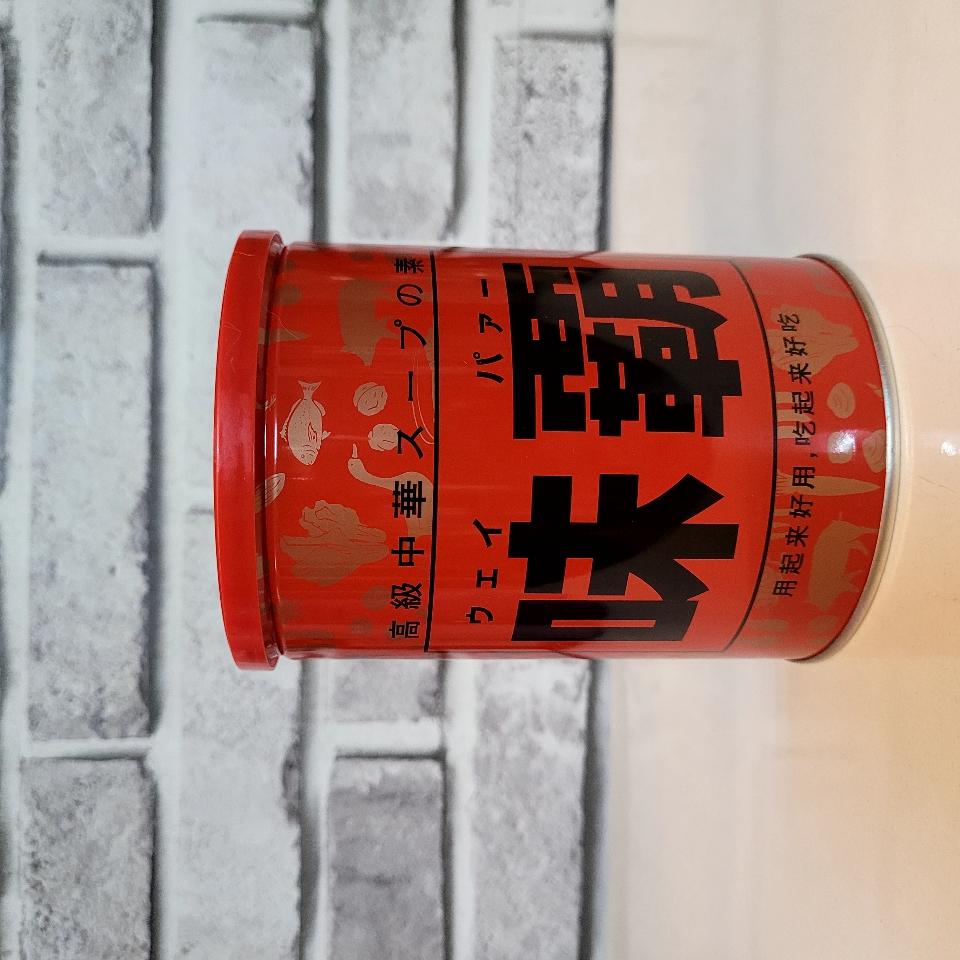 高級中華スープの素
ウェイ パァー
味覇
用起来好用,吃起来好吃